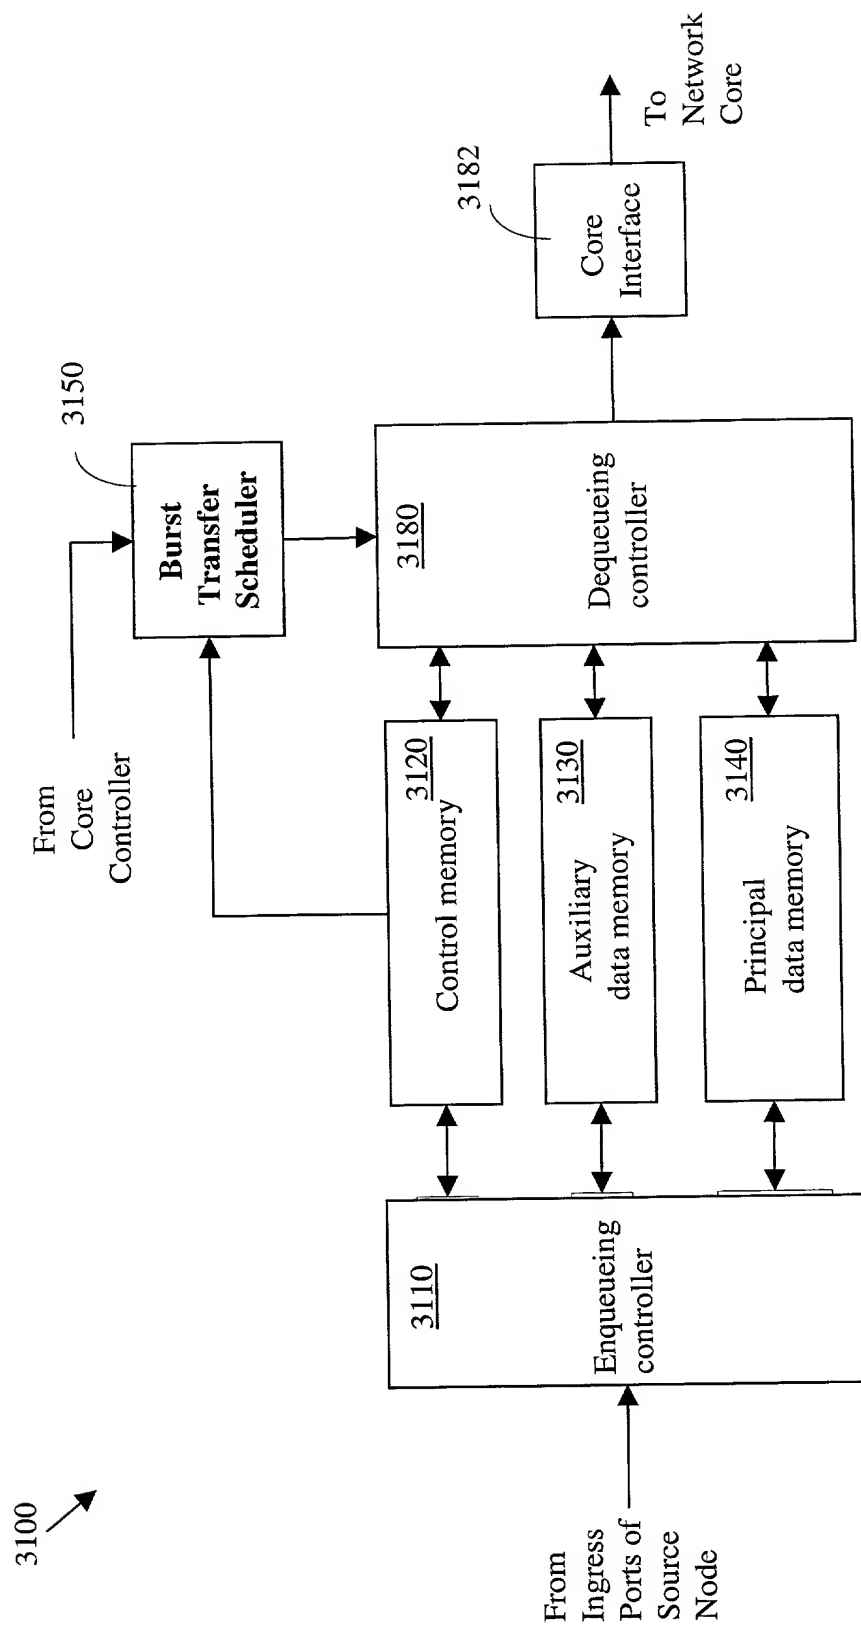 3100
From
Ingress
Ports of
Source
Node
3110
Enqueueing
controller
From
Core
Controller
3120
Control memory
3130
Auxiliary
data memory
3140
Principal
data memory
3150
Burst
Transfer
Scheduler
3180
Dequeueing
controller
3182
Core
Interface
To
Network
Core